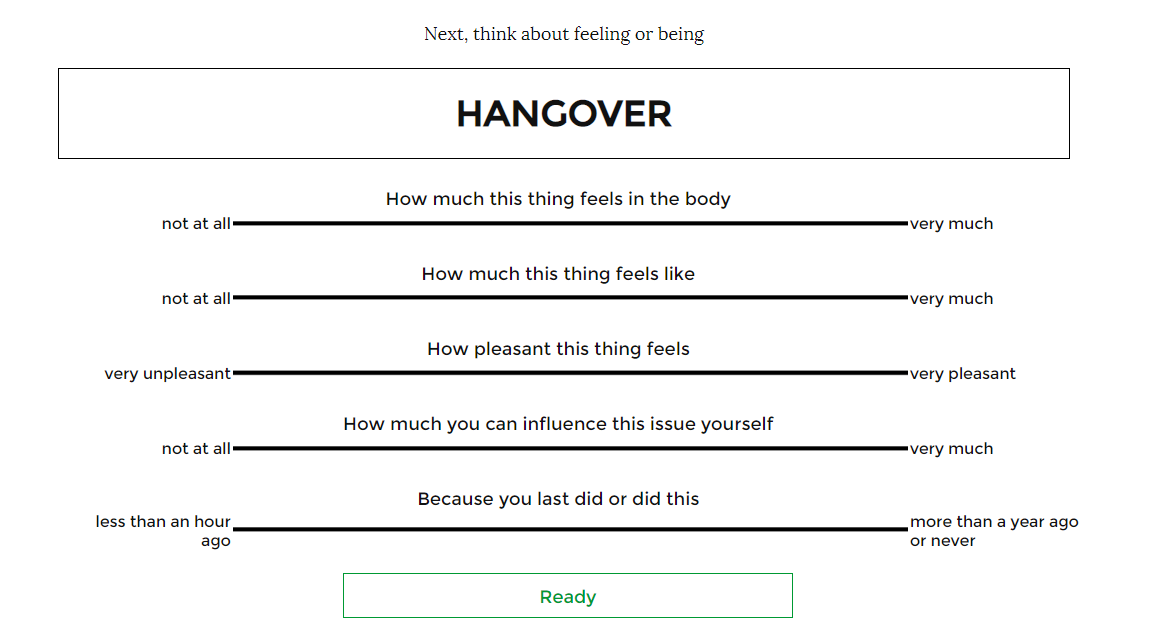 Next, think about feeling or being
HANGOVER
How much this thing feels in the body
not at all very much
How much this thing feels like
not at all very much
How pleasant this thing feels
very unpleasant very pleasant
How much you can influence this issue yourself
not at all very much
Because you last did or did this
less than an hour
ago
more than a year ago
or never
Ready